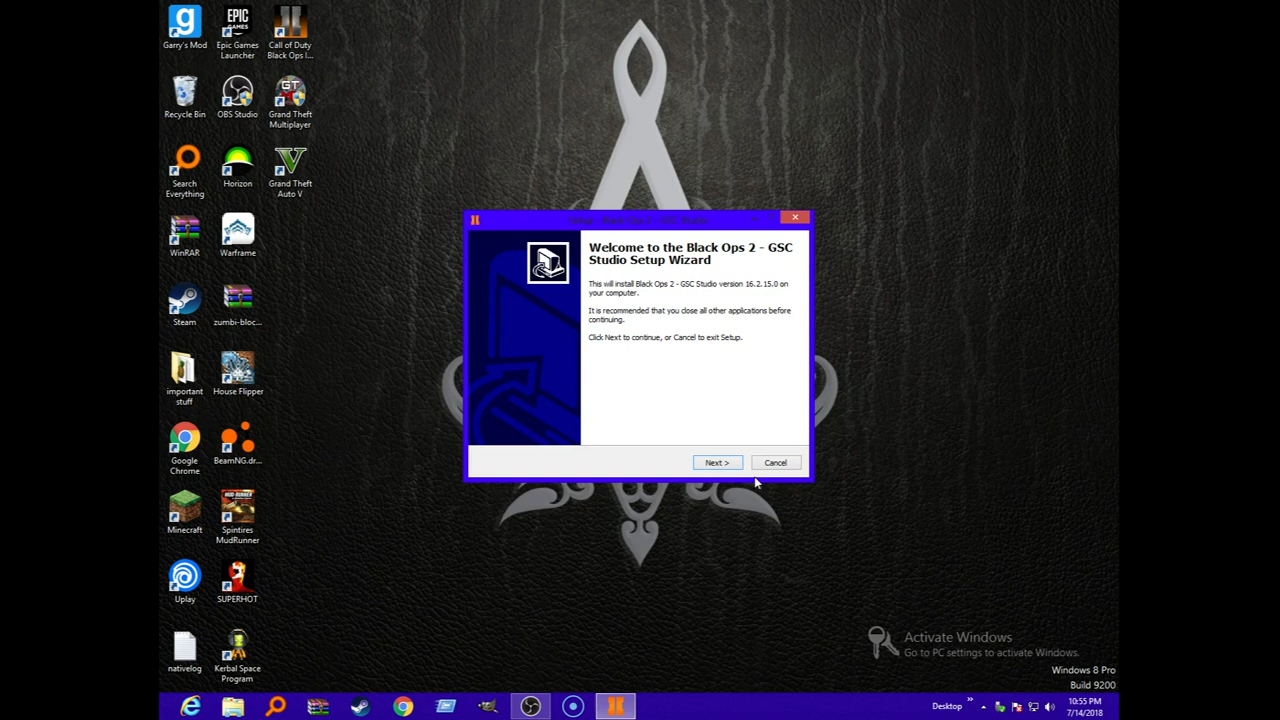 Garry's Mod
Epic Games
Launcher
Call of Duty
Black Ops I...
Recycle Bin
OBS Studio
Grand Theft
Multiplayer
Search
Everything
Horizon
Grand Theft
Auto V
WinRAR
Warframe
Steam
zumbi-bloc...
important
stuff
House Flipper
Google
Chrome
BeamNG.dr...
Minecraft
Spintires
MudRunner
Uplay
SUPERHOT
nativelog
Kerbal Space
Program
Setup - Black Ops 2 - GSC Studio
Welcome to the Black Ops 2 - GSC
Studio Setup Wizard
This will install Black Ops 2 - GSC Studio version 16.2.15.0 on
your computer.
It is recommended that you close all other applications before
continuing.
Click Next to continue, or Cancel to exit Setup.
Next >
Cancel
Activate Windows
Go to PC settings to activate Windows.
Windows 8 Pro
Build 9200
Desktop
10:55 PM
7/14/2018